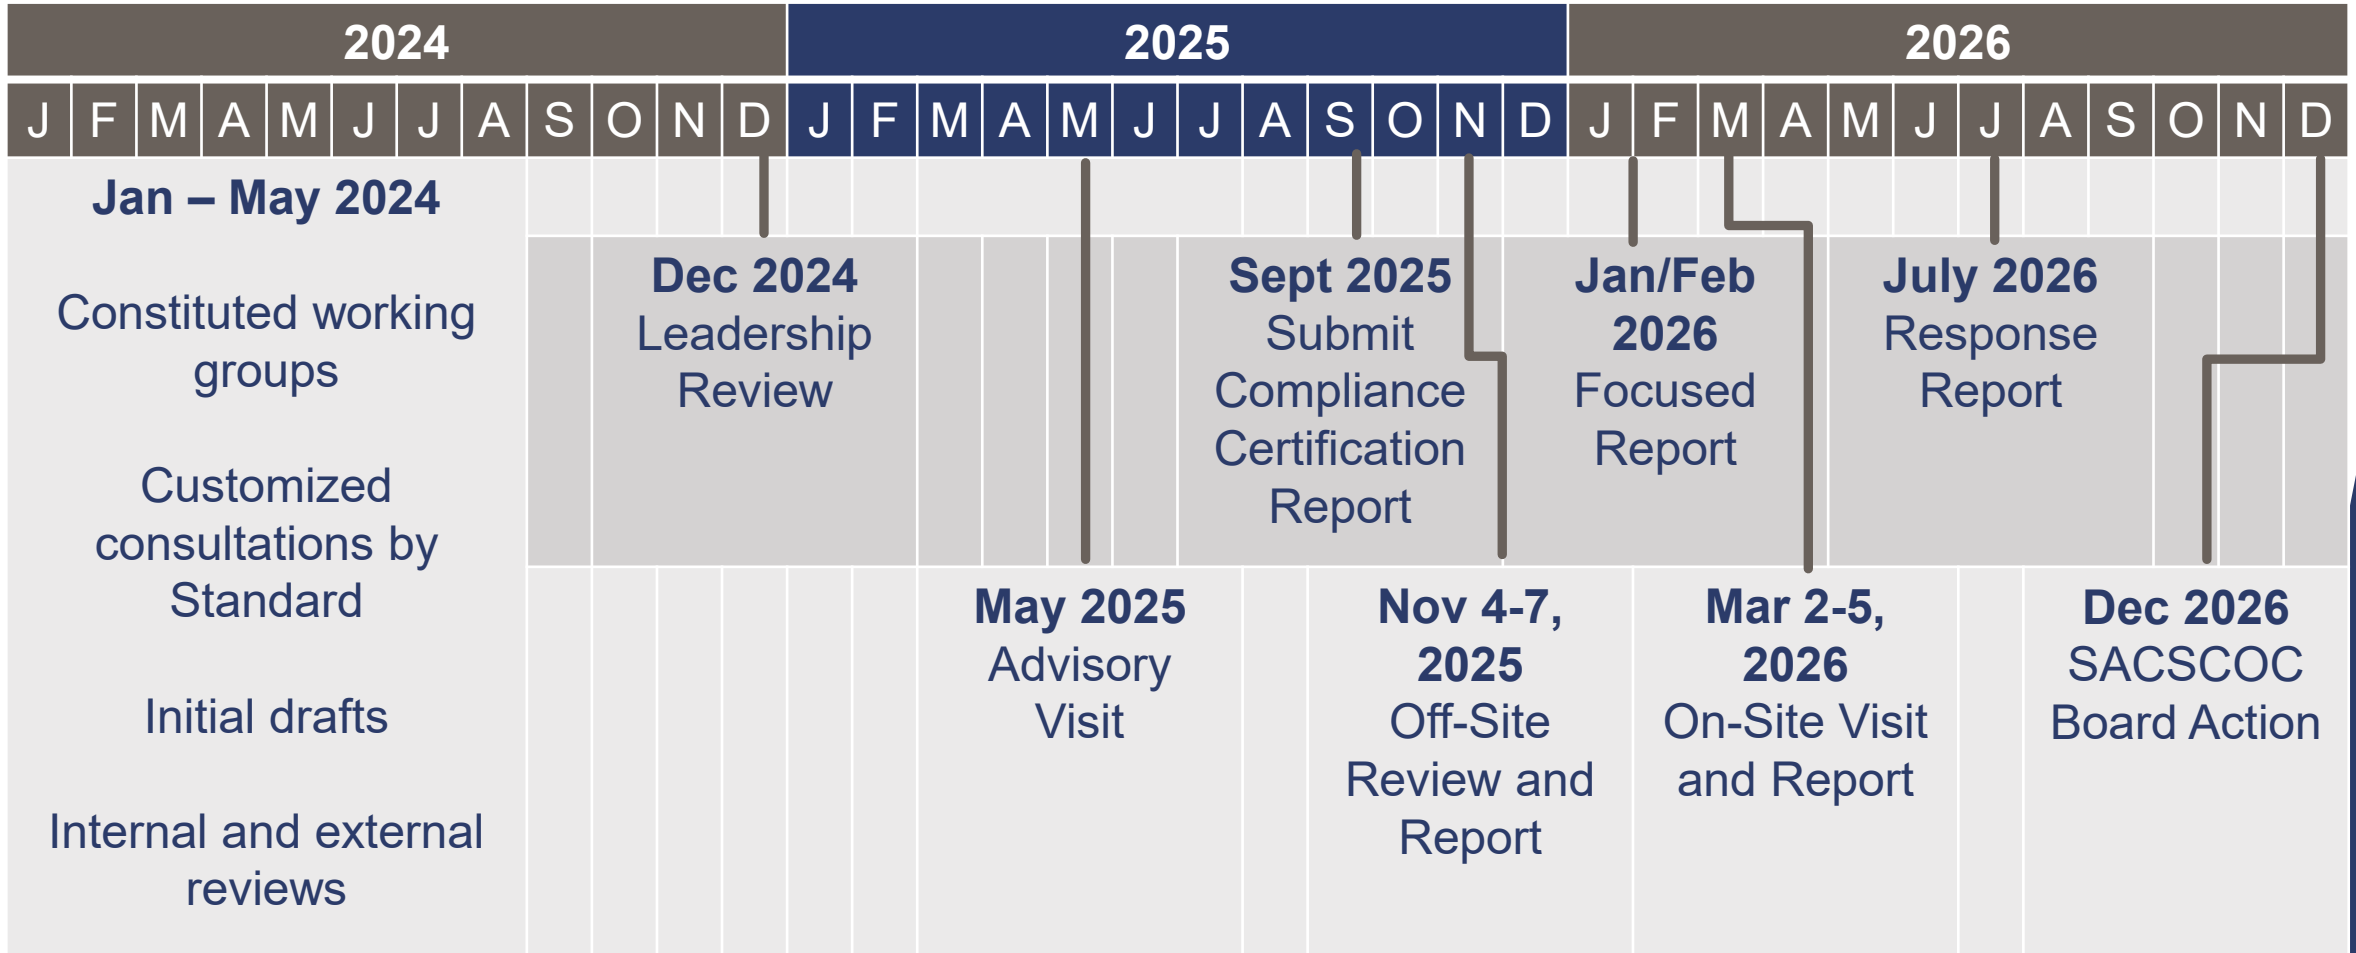 2024 2025 2026
J F M A M J J A S O N D J F M A M J J A S O N D J F M A M J J A S O N D
Jan – May 2024
Constituted working
groups
Customized
consultations by
Standard
Initial drafts
Internal and external
reviews
Dec 2024
Leadership
Review
May 2025
Advisory
Visit
Sept 2025
Submit
Compliance
Certification
Report
Nov 4-7,
2025
Off-Site
Review and
Report
Jan/Feb
2026
Focused
Report
Mar 2-5,
2026
On-Site Visit
and Report
July 2026
Response
Report
Dec 2026
SACSCOC
Board Action